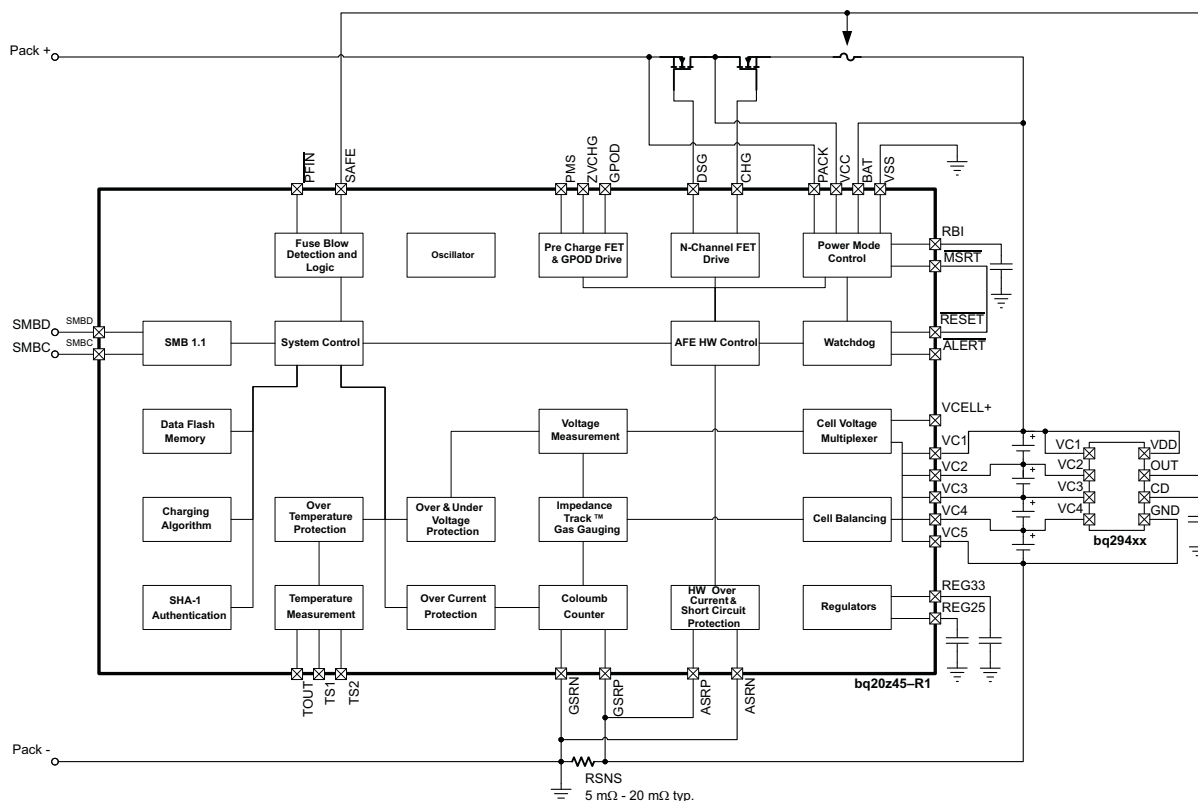 Pack +
PFIN
SAFE
PMS
ZVCHG
GPOD
DSG
CHG
PACK
VCC
BAT
VSS
Fuse Blow
Detection and
Logic
Oscillator
Pre Charge FET
& GPOD Drive
N-Channel FET
Drive
Power Mode
Control
RBI
MSRT
SMBD
SMBD
SMBC
SMBC
SMB 1.1
System Control
AFE HW Control
Watchdog
RESET
ALERT
Data Flash
Memory
Voltage
Measurement
Cell Voltage
Multiplexer
VCELL+
VC1
VC2
VC3
VC4
VC5
+
+
+
+
VC1
VC2
VC3
VC4
VDD
OUT
CD
GND
bq294xx
Charging
Algorithm
Over
Temperature
Protection
Over & Under
Voltage
Protection
Impedance
Track ™
Gas Gauging
Cell Balancing
SHA-1
Authentication
Temperature
Measurement
Over Current
Protection
Coloumb
Counter
HW Over
Current &
Short Circuit
Protection
Regulators
REG33
REG25
bq20z45–R1
TOUT
TS1
TS2
GSRN
GSRP
ASRP
ASRN
Pack -
RSNS
5 mΩ - 20 mΩ typ.